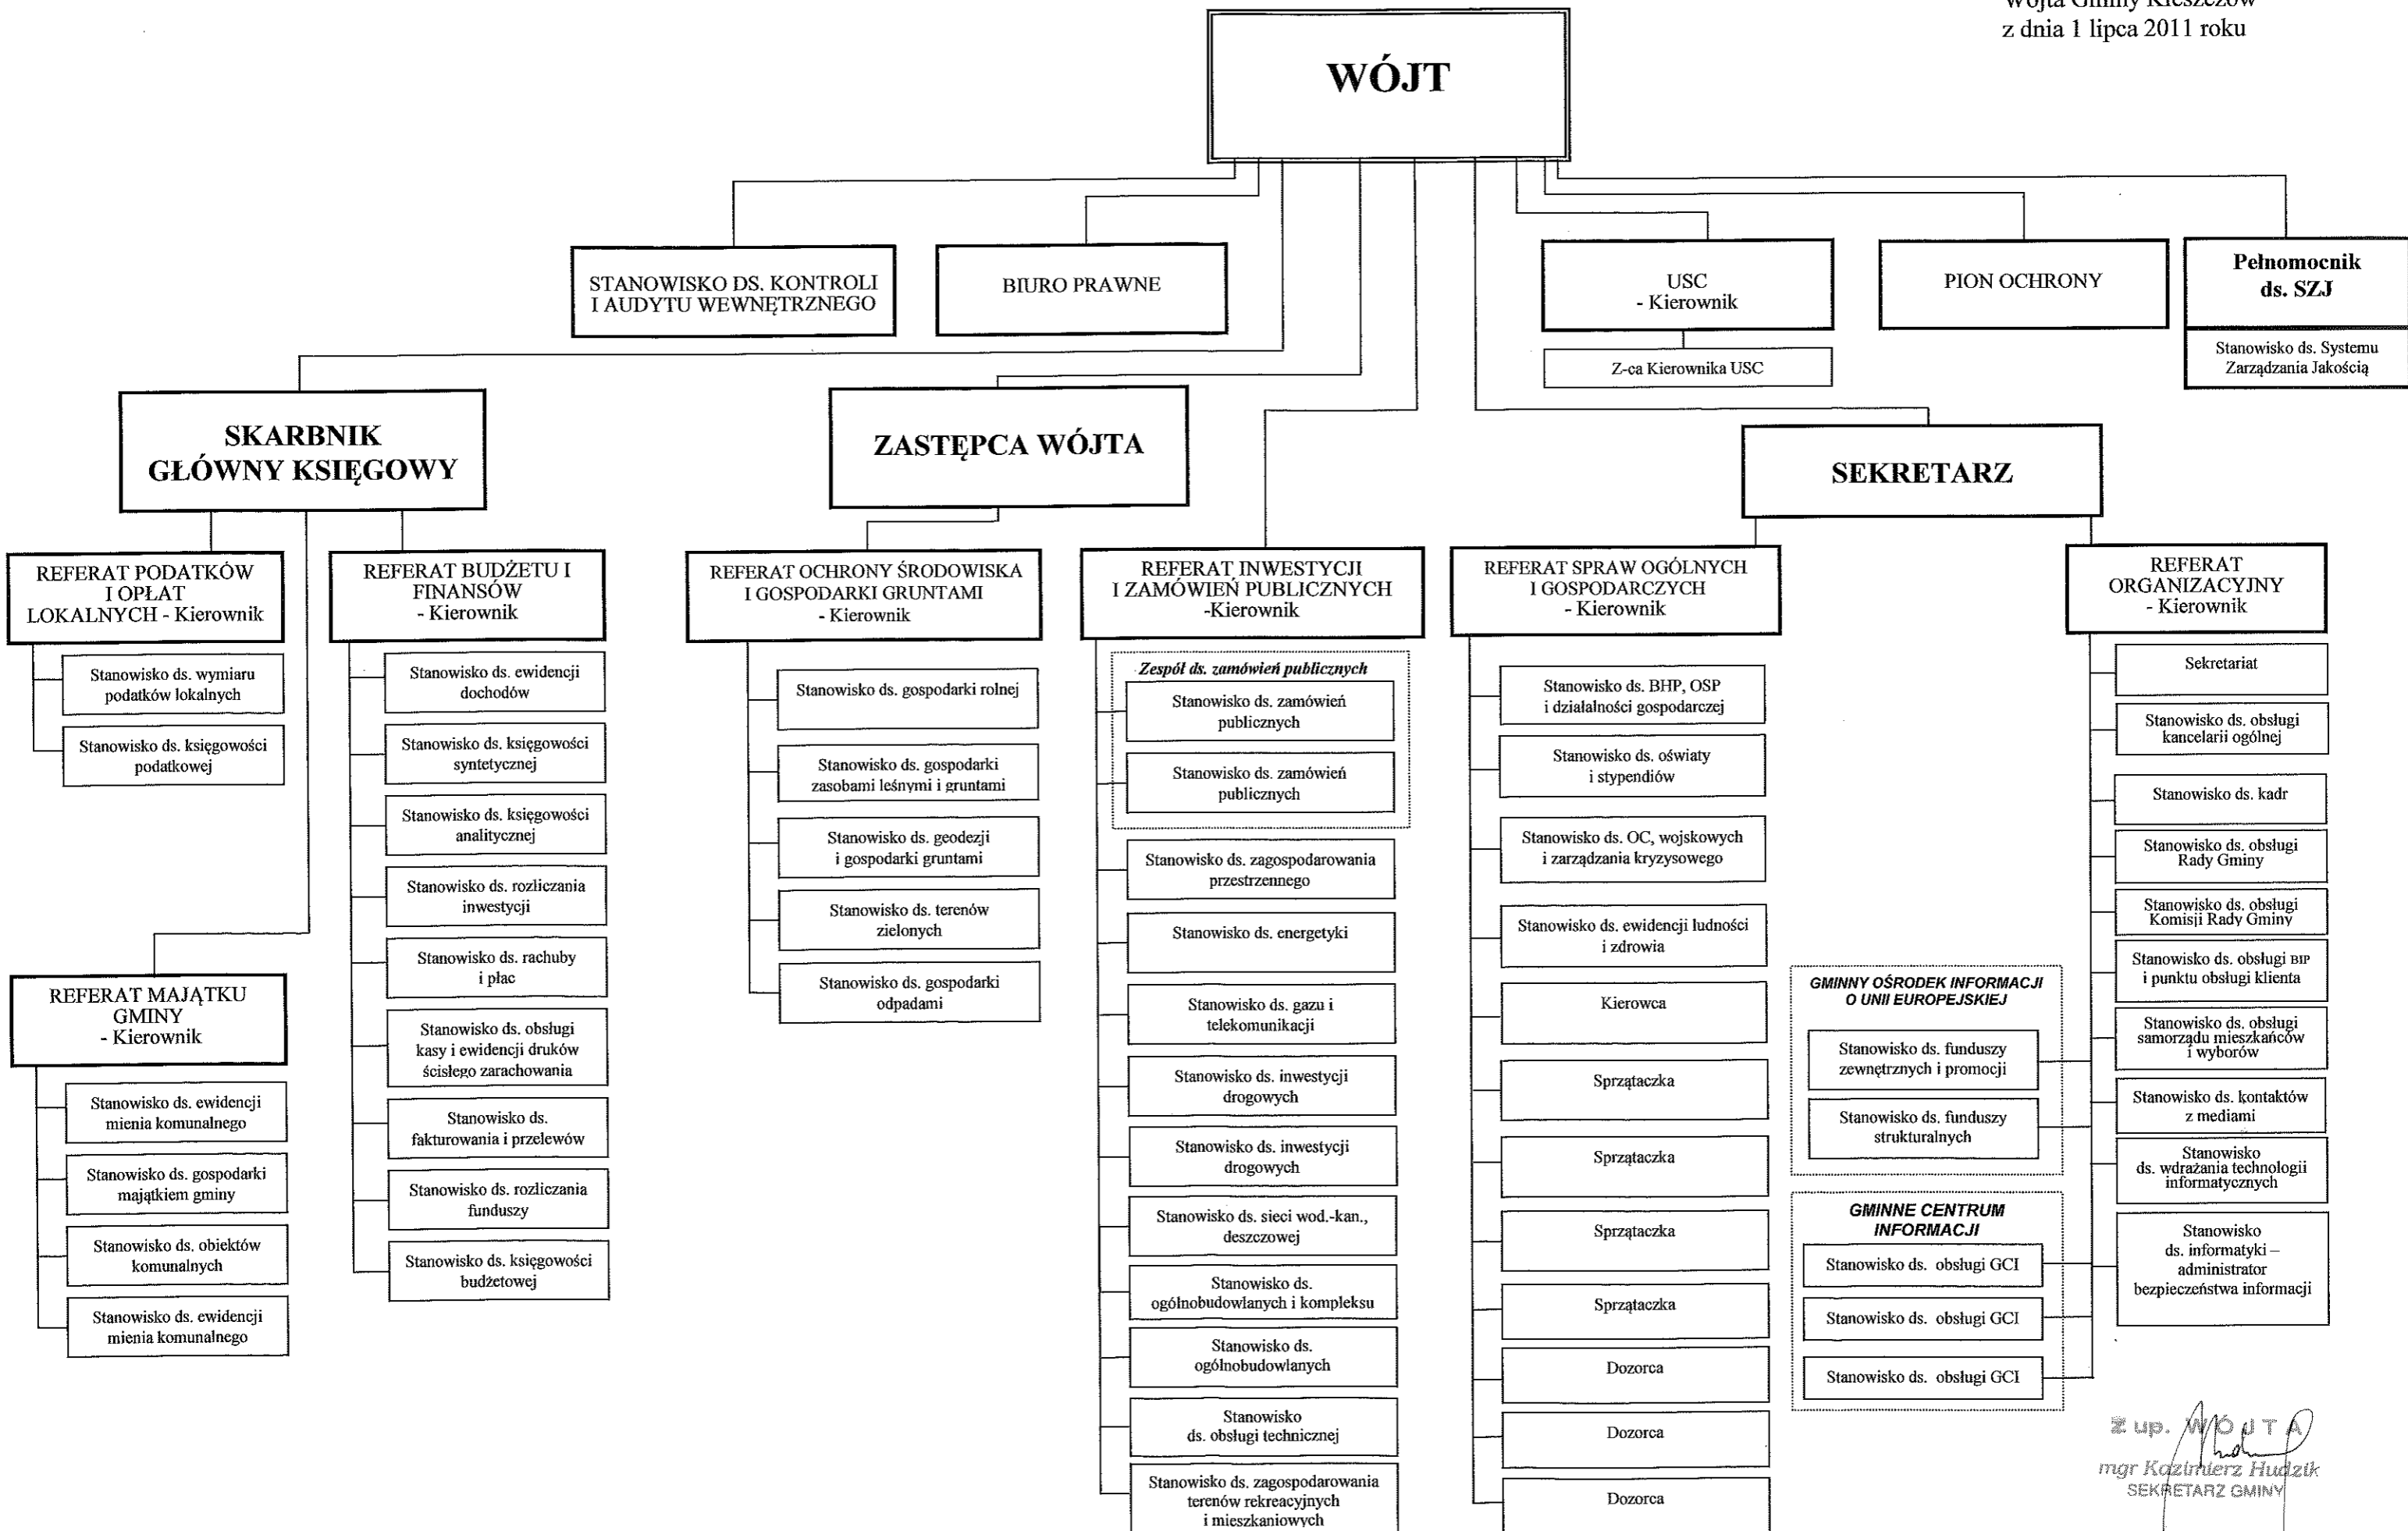 Wójta Gminy Kleszczów
z dnia 1 lipca 2011 roku
WÓJT
STANOWISKO DS. KONTROLI
I AUDYTU WEWNĘTRZNEGO
BIURO PRAWNE
USC
- Kierownik
Z-ca Kierownika USC
PION OCHRONY
Pełnomocnik
ds. SZJ
Stanowisko ds. Systemu
Zarządzania Jakością
SKARBNIK
GŁÓWNY KSIĘGOWY
ZASTĘPCA WÓJTA
SEKRETARZ
REFERAT PODATKÓW
I OPŁAT
LOKALNYCH - Kierownik
Stanowisko ds. wymiaru
podatków lokalnych
Stanowisko ds. księgowości
podatkowej
REFERAT MAJĄTKU
GMINY
- Kierownik
Stanowisko ds. ewidencji
mienia komunalnego
Stanowisko ds. gospodarki
majątkiem gminy
Stanowisko ds. obiektów
komunalnych
Stanowisko ds. ewidencji
mienia komunalnego
REFERAT BUDŻETU I
FINANSÓW
- Kierownik
Stanowisko ds. ewidencji
dochodów
Stanowisko ds. księgowości
syntetycznej
Stanowisko ds. księgowości
analitycznej
Stanowisko ds. rozliczania
inwestycji
Stanowisko ds. rachuby
i płac
Stanowisko ds. obsługi
kasy i ewidencji druków
ścisłego zarachowania
Stanowisko ds.
fakturowania i przelewów
Stanowisko ds. rozliczania
funduszy
Stanowisko ds. księgowości
budżetowej
REFERAT OCHRONY ŚRODOWISKA
I GOSPODARKI GRUNTAMI
- Kierownik
Stanowisko ds. gospodarki rolnej
Stanowisko ds. gospodarki
zasobami leśnymi i gruntami
Stanowisko ds. geodezji
i gospodarki gruntami
Stanowisko ds. terenów
zielonych
Stanowisko ds. gospodarki
odpadami
REFERAT INWESTYCJI
I ZAMÓWIEŃ PUBLICZNYCH
-Kierownik
Zespół ds. zamówień publicznych
Stanowisko ds. zamówień
publicznych
Stanowisko ds. zamówień
publicznych
Stanowisko ds. zagospodarowania
przestrzennego
Stanowisko ds. energetyki
Stanowisko ds. gazu i
telekomunikacji
Stanowisko ds. inwestycji
drogowych
Stanowisko ds. inwestycji
drogowych
Stanowisko ds. sieci wod.-kan.,
deszczowej
Stanowisko ds.
ogólnobudowlanych i kompleksu
Stanowisko ds.
ogólnobudowlanych
Stanowisko
ds. obsługi technicznej
Stanowisko ds. zagospodarowania
terenów rekreacyjnych
i mieszkaniowych
REFERAT SPRAW OGÓLNYCH
I GOSPODARCZYCH
- Kierownik
Stanowisko ds. BHP, OSP
i działalności gospodarczej
Stanowisko ds. oświaty
i stypendiów
Stanowisko ds. OC, wojskowych
i zarządzania kryzysowego
Stanowisko ds. ewidencji ludności
i zdrowia
Kierowca
Sprzątaczka
Sprzątaczka
Sprzątaczka
Sprzątaczka
Dozorca
Dozorca
Dozorca
GMINNY OŚRODEK INFORMACJI
O UNII EUROPEJSKIEJ
Stanowisko ds. funduszy
zewnętrznych i promocji
Stanowisko ds. funduszy
strukturalnych
GMINNE CENTRUM
INFORMACJI
Stanowisko ds. obsługi GCI
Stanowisko ds. obsługi GCI
Stanowisko ds. obsługi GCI
REFERAT
ORGANIZACYJNY
- Kierownik
Sekretariat
Stanowisko ds. obsługi
kancelarii ogólnej
Stanowisko ds. kadr
Stanowisko ds. obsługi
Rady Gminy
Stanowisko ds. obsługi
Komisji Rady Gminy
Stanowisko ds. obsługi BIP
i punktu obsługi klienta
Stanowisko ds. obsługi
samorządu mieszkańców
i wyborów
Stanowisko ds. kontaktów
z mediami
Stanowisko
ds. wdrażania technologii
informatycznych
Stanowisko
ds. informatyki –
administrator
bezpieczeństwa informacji
Z up. WÓJTA
mgr Kazimierz Hudzik
SEKRETARZ GMINY